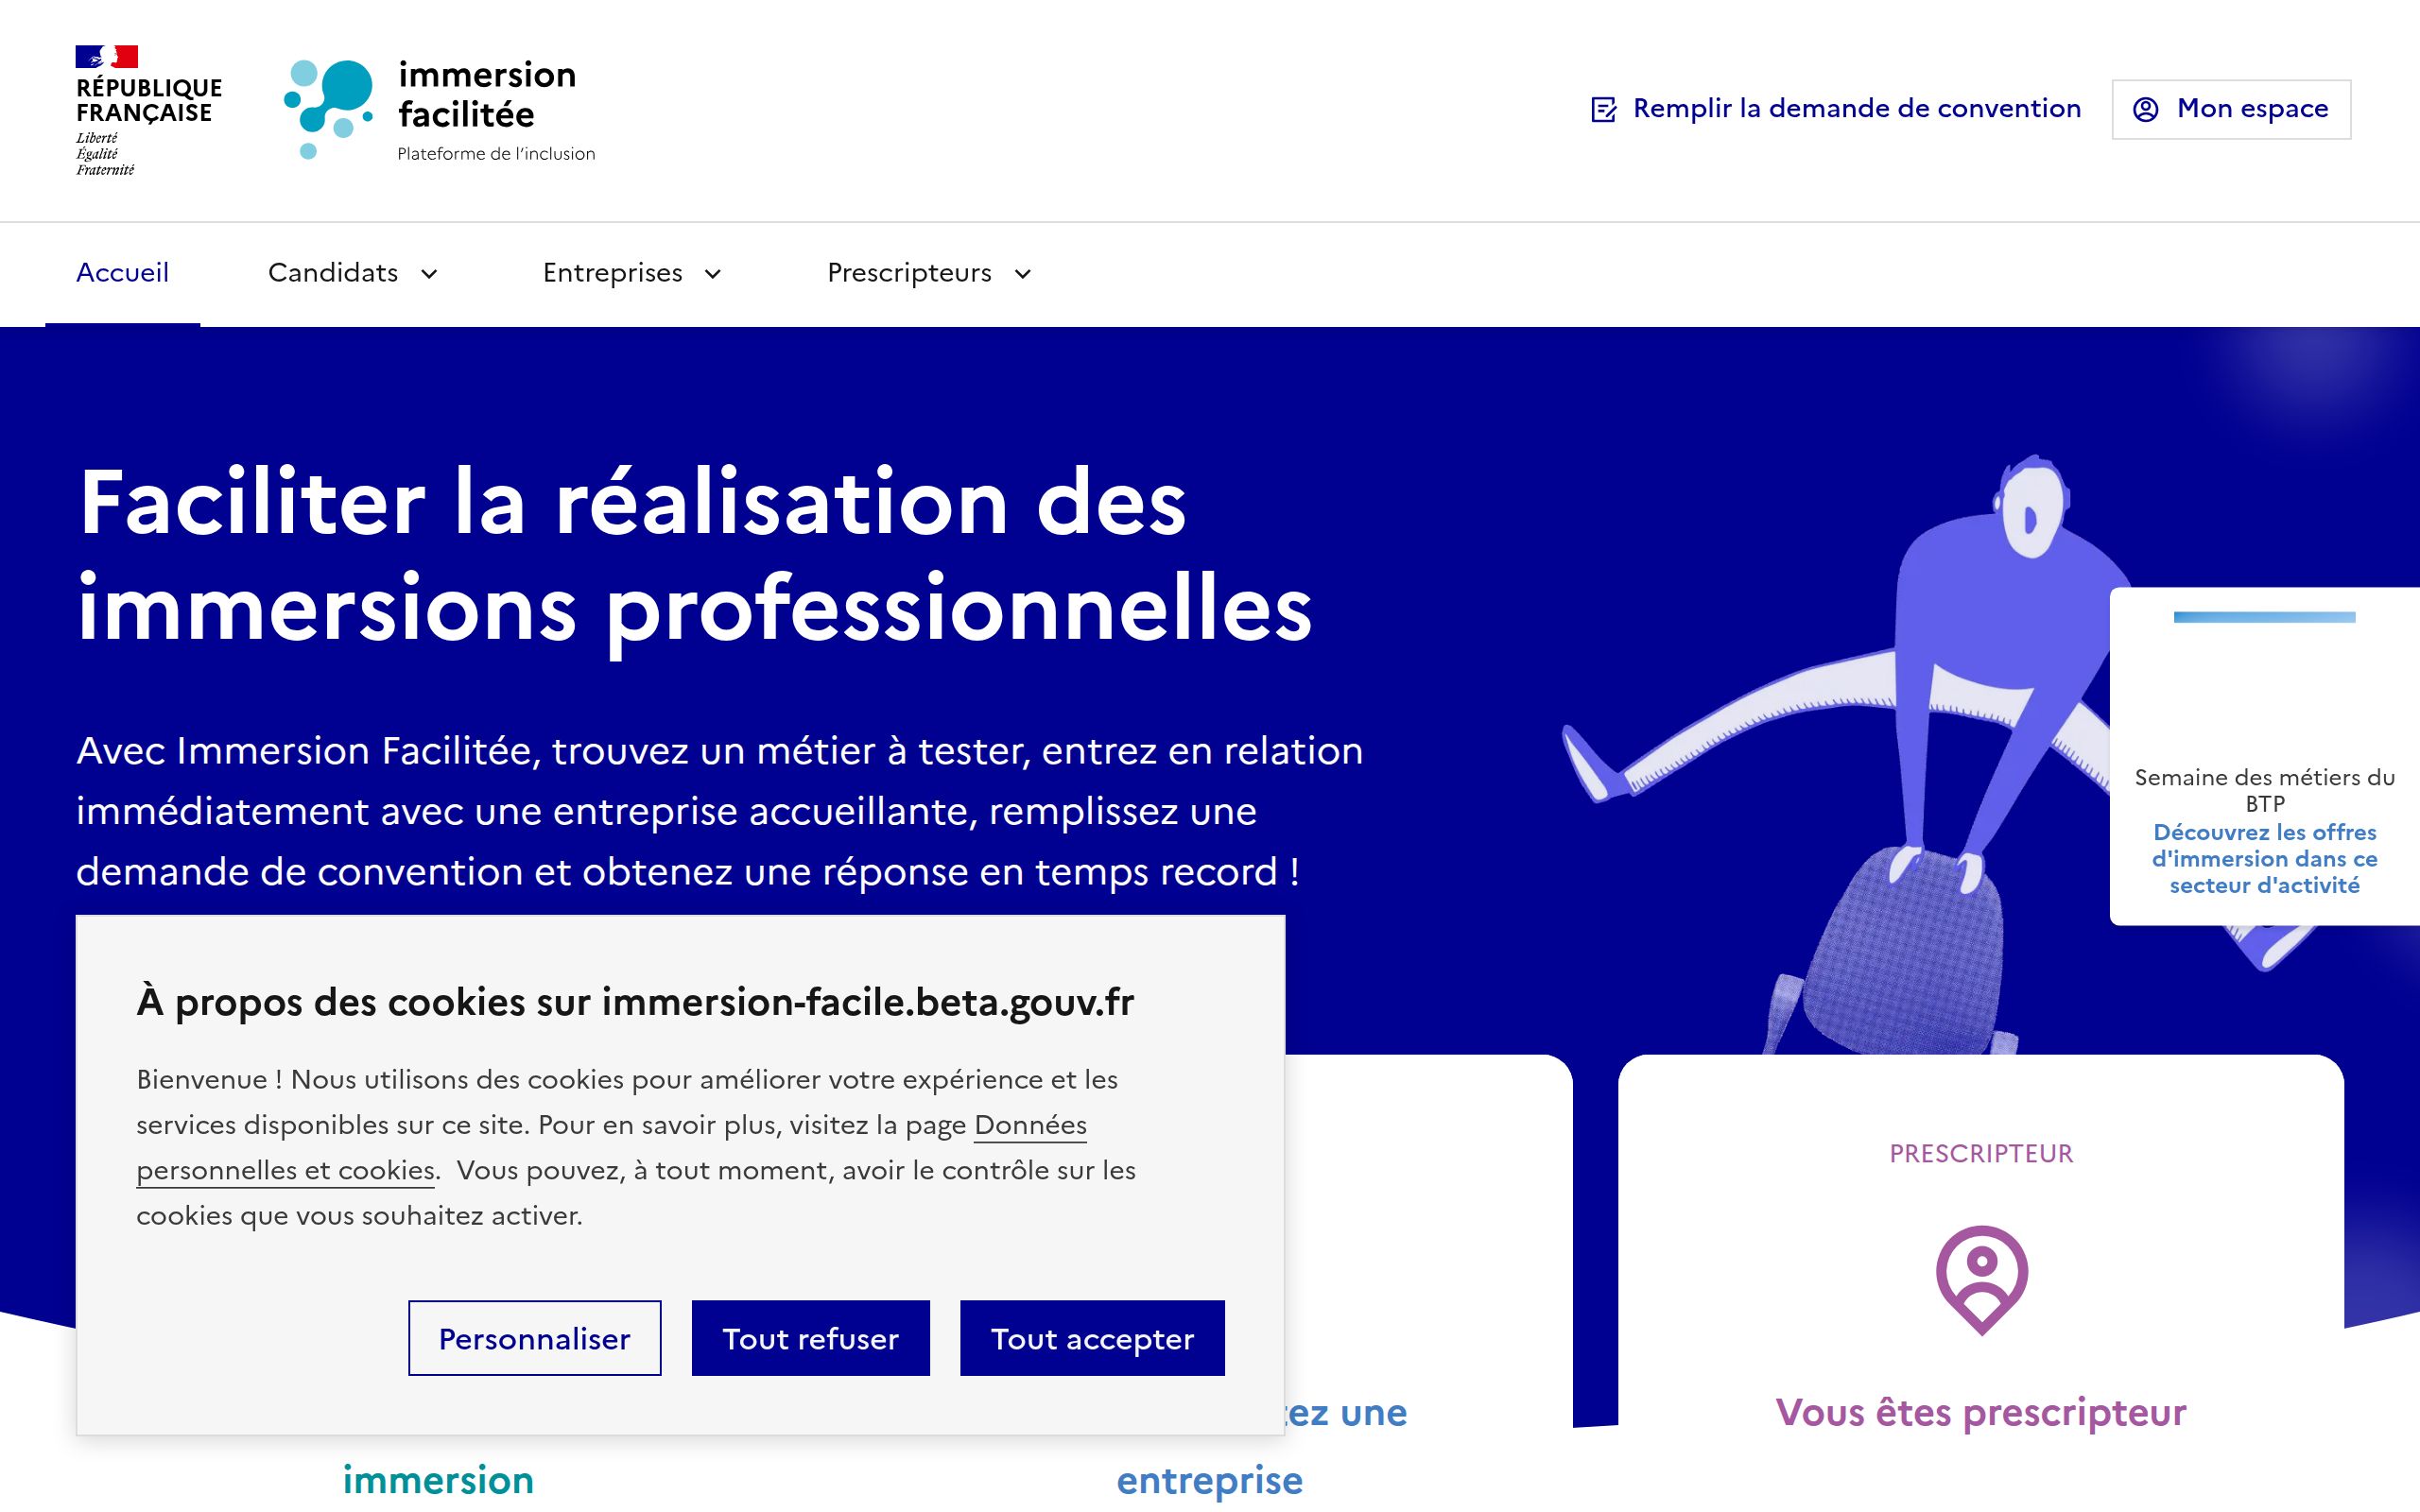 RÉPUBLIQUE
FRANÇAISE
Liberté
Égalité
Fraternité
immersion
facilitée
Plateforme de l'inclusion
Remplir la demande de convention
Mon espace
Accueil
Candidats
Entreprises
Prescripteurs
Faciliter la réalisation des
immersions professionnelles
Avec Immersion Facilitée, trouvez un métier à tester, entrez en relation
immédiatement avec une entreprise accueillante, remplissez une
demande de convention et obtenez une réponse en temps record !
Semaine des métiers du
BTP
Découvrez les offres
d'immersion dans ce
secteur d'activité
À propos des cookies sur immersion-facile.beta.gouv.fr
Bienvenue ! Nous utilisons des cookies pour améliorer votre expérience et les
services disponibles sur ce site. Pour en savoir plus, visitez la page Données
personnelles et cookies.  Vous pouvez, à tout moment, avoir le contrôle sur les
cookies que vous souhaitez activer.
Personnaliser
Tout refuser
Tout accepter
PRESCRIPTEUR
Vous êtes prescripteur
une
immersion
entreprise